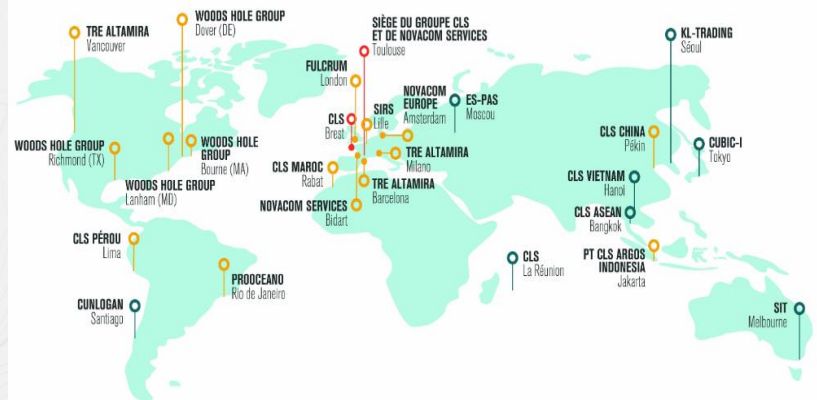 TRE ALTAMIRA
Vancouver
WOODS HOLE GROUP
Dover (DE)
SIÈGE DU GROUPE CLS
ET DE NOVACOM SERVICES
Toulouse
KL-TRADING
Séoul
FULCRUM
London
NOVACOM
EUROPE
Amsterdam
ES-PAS
Moscou
CLS
Brest
SIRS
Lille
CLS CHINA
Pékin
CUBIC-I
Tokyo
WOODS HOLE GROUP
Richmond (TX)
WOODS HOLE
GROUP
Bourne (MA)
WOODS HOLE GROUP
Lanham (MD)
CLS MAROC
Rabat
TRE ALTAMIRA
Milano
TRE ALTAMIRA
Barcelona
NOVACOM SERVICES
Bidart
CLS VIETNAM
Hanoï
CLS ASEAN
Bangkok
CLS PÉROU
Lima
PROOCEANO
Rio de Janeiro
CLS
La Réunion
PT CLS ARGOS
INDONESIA
Jakarta
CUNLOGAN
Santiago
SIT
Melbourne